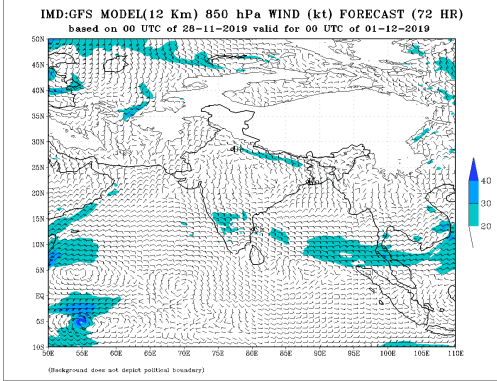 IMD:GFS MODEL(12 Km) 850 hPa WIND (kt) FORECAST (72 HR)
based on 00 UTC of 28-11-2019 valid for 00 UTC of 01-12-2019
50N
45N
40N
35N
30N
25N
20N
15N
10N
5N
5S
10S
50E 55E 60E 65E 70E 75E 80E 85E 90E 95E 100E 105E 110E
40
30
20
(Background does not depict political boundary)